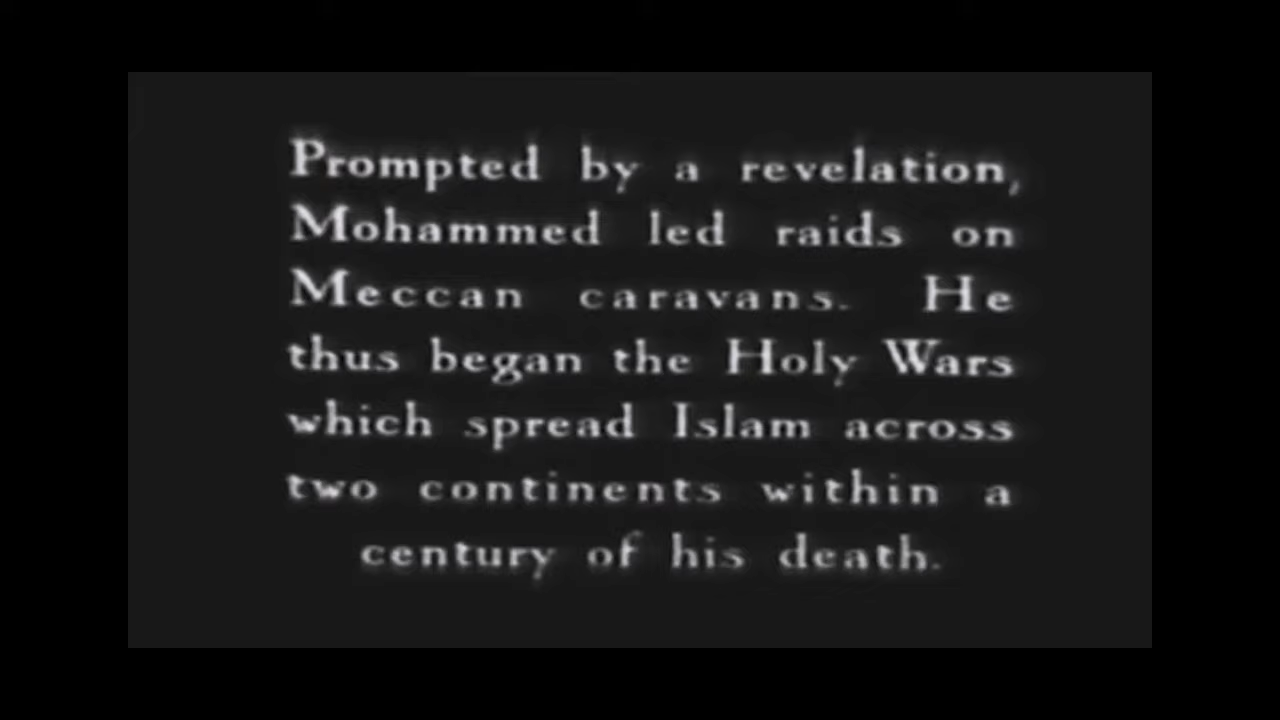 Prompted by a revelation,
Mohammed led raids on
Meccan caravans. He
thus began the Holy Wars
which spread Islam across
two continents within a
century of his death.